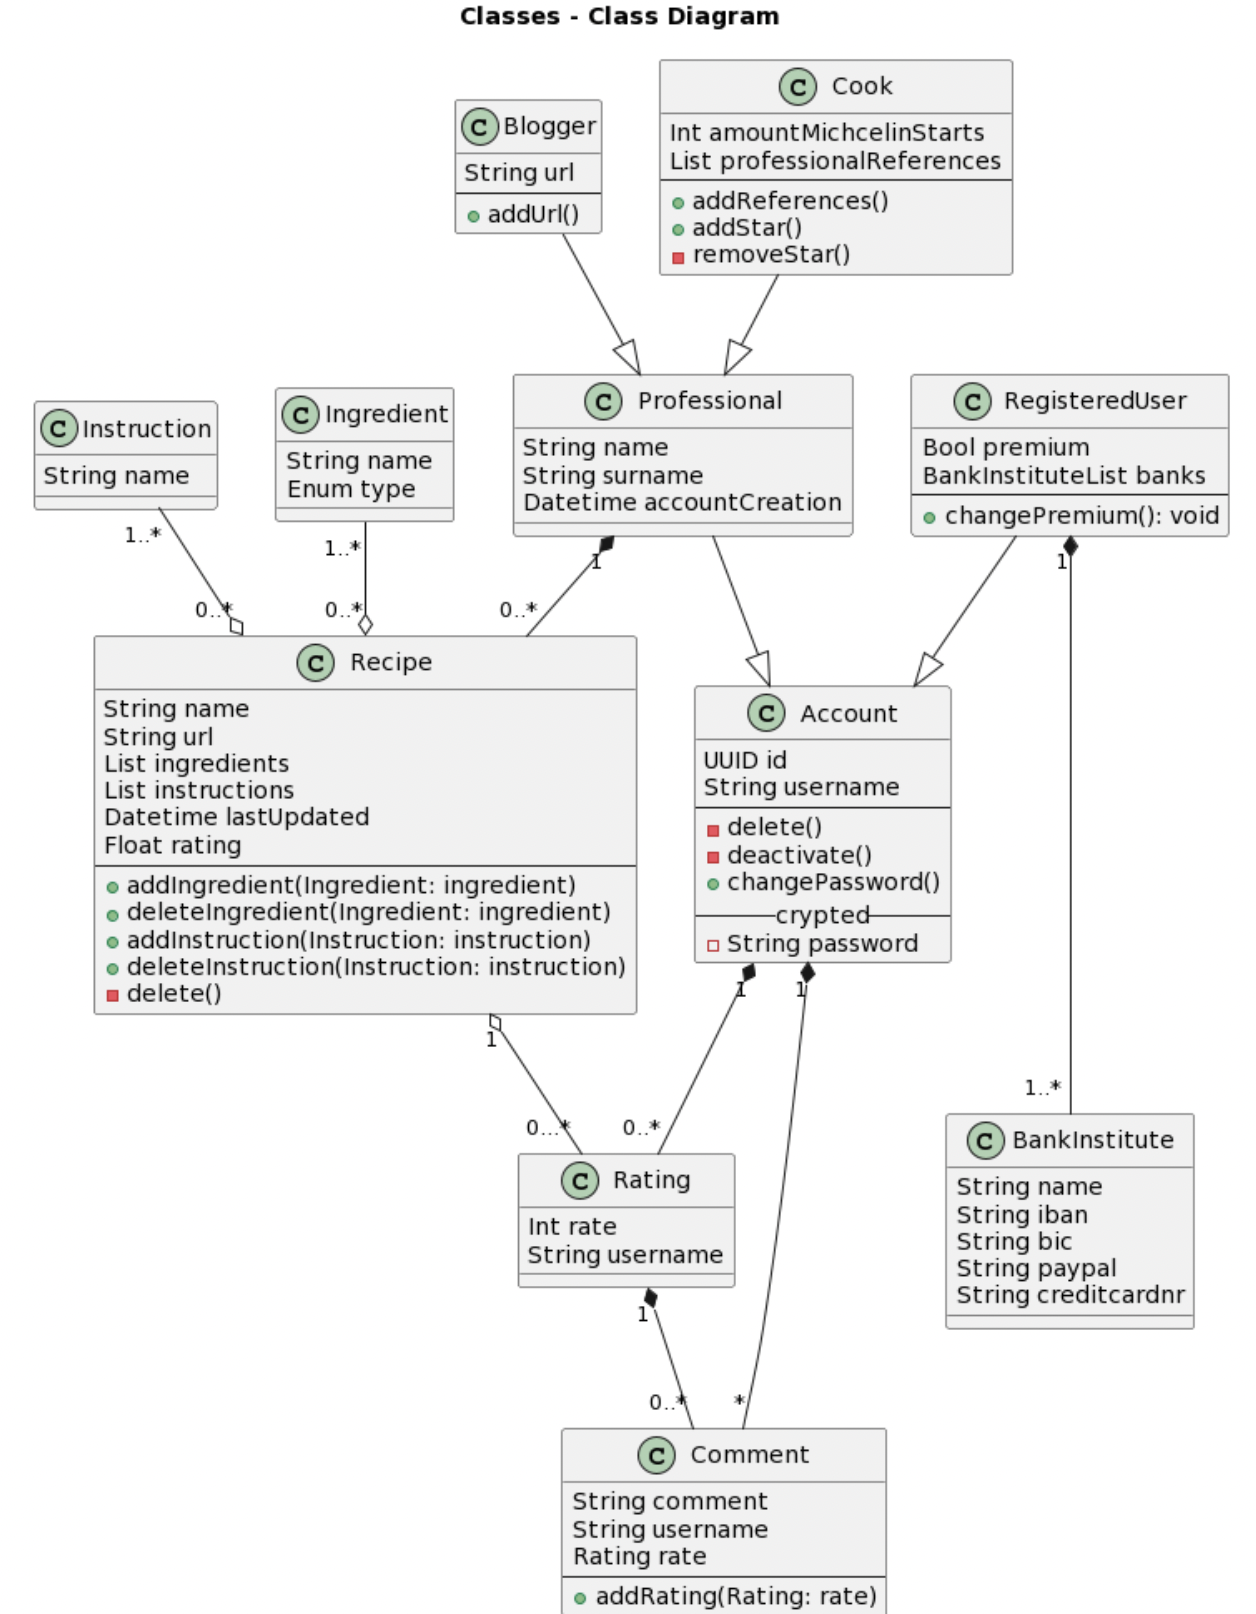 Classes - Class Diagram
C Blogger
String url
addUrl()
C Cook
Int amountMichcelinStarts
List professionalReferences
addReferences()
addStar()
removeStar()
C Instruction
String name
C Ingredient
String name
Enum type
C Professional
String name
String surname
Datetime accountCreation
C RegisteredUser
Bool premium
BankInstituteList banks
changePremium(): void
1..*
0..*
1..*
0..*
1
0..*
1
C Recipe
String name
String url
List ingredients
List instructions
Datetime lastUpdated
Float rating
addIngredient(Ingredient: ingredient)
deleteIngredient(Ingredient: ingredient)
addInstruction(Instruction: instruction)
deleteInstruction(Instruction: instruction)
delete()
C Account
UUID id
String username
delete()
deactivate()
changePassword()
crypted
String password
1
1
1
1..*
0...*
0..*
C Rating
Int rate
String username
C BankInstitute
String name
String iban
String bic
String paypal
String creditcardnr
1
0..*
*
C Comment
String comment
String username
Rating rate
addRating(Rating: rate)